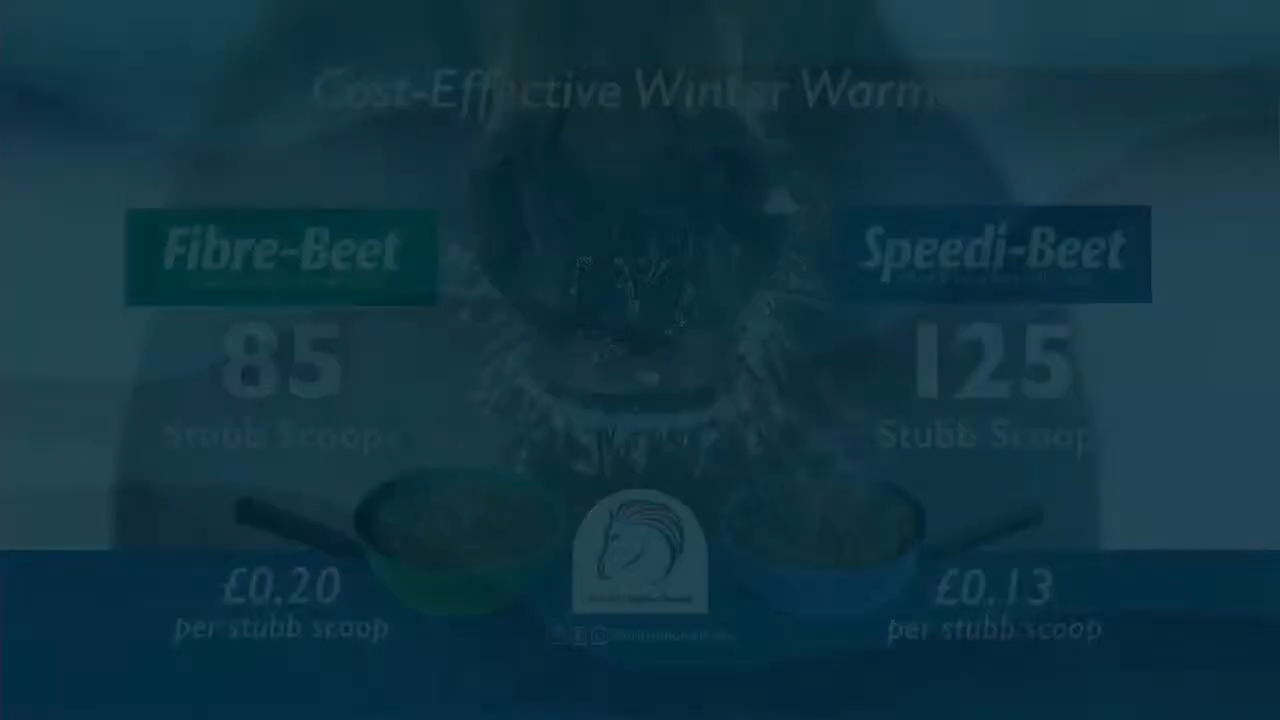 Cost-Effective Winter Warm
Fibre-Beet
Speedi-Beet
85
125
Stubb Scoops
Stubb Scoop
£0.20
per stubb scoop
£0.13
per stubb scoop